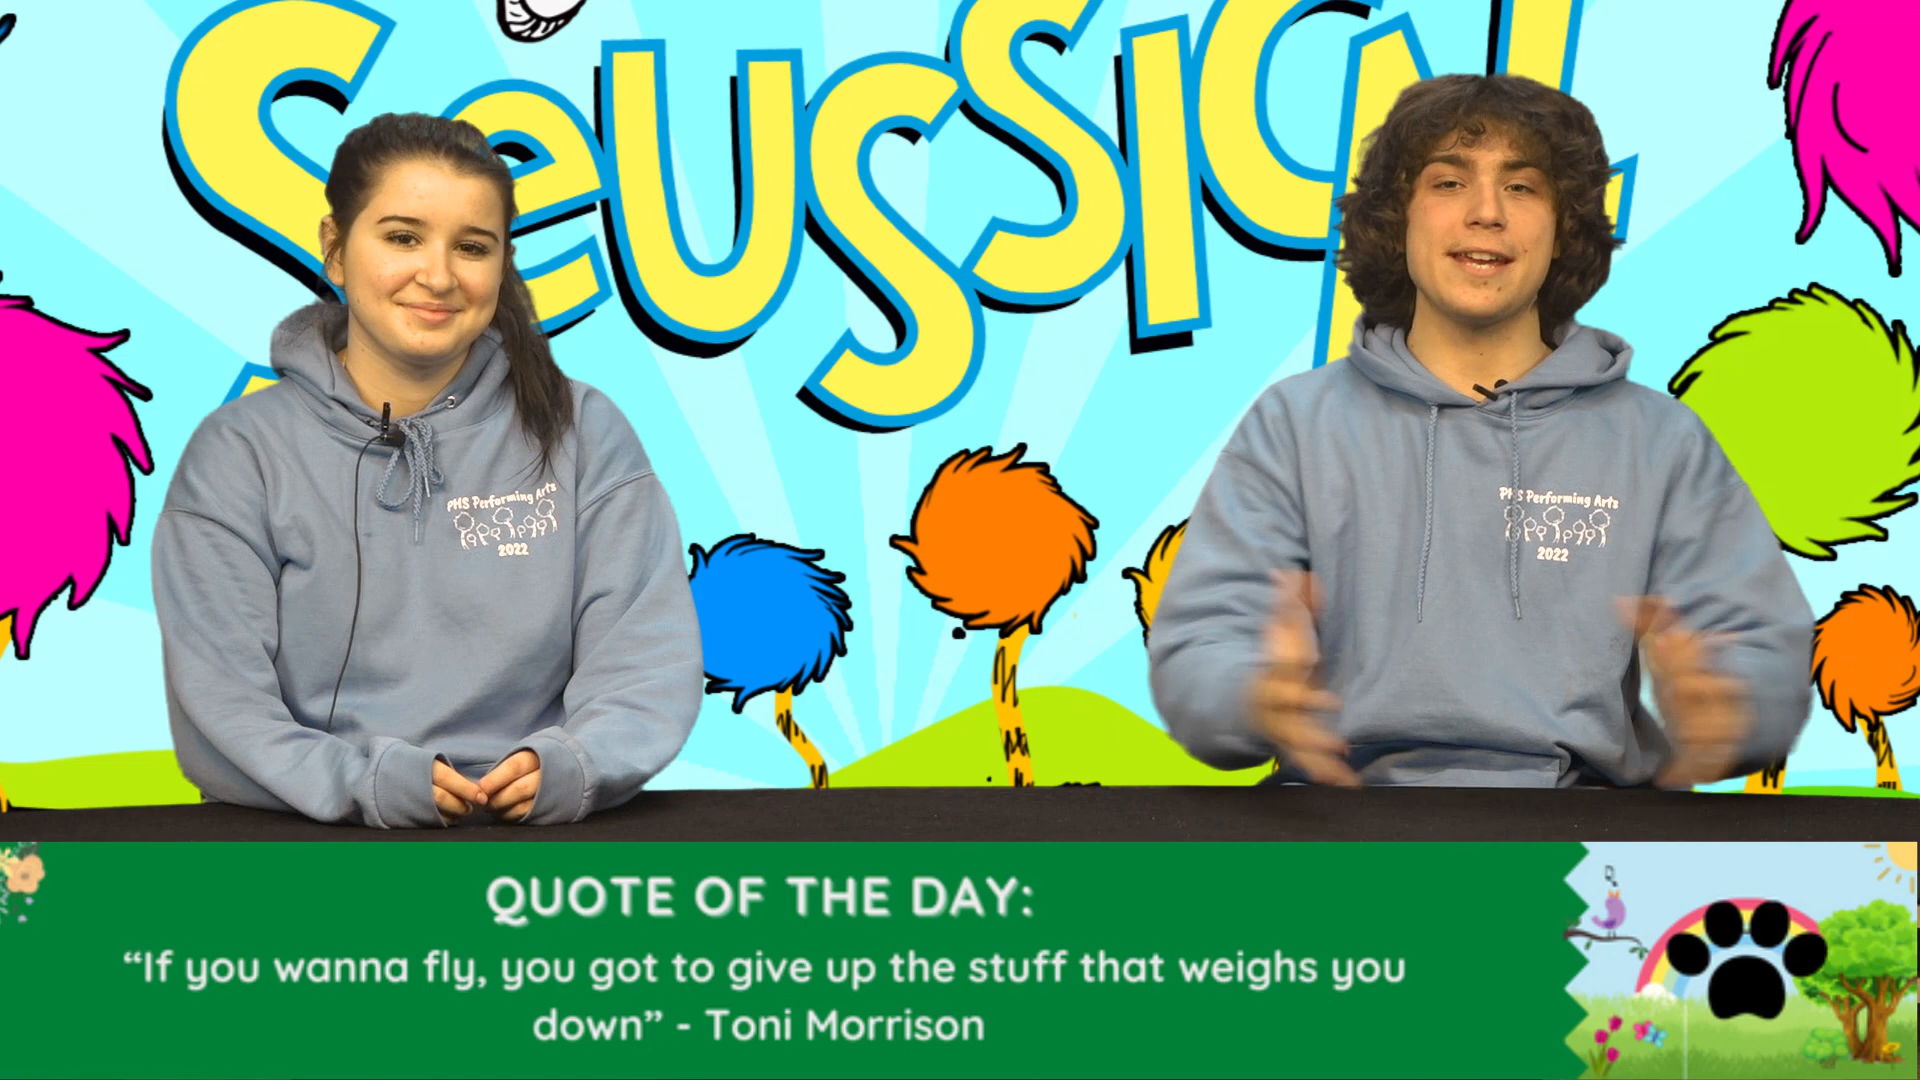 SeUSSICAL
PHS Performing Arts
2022
PHS Performing Arts
2022
QUOTE OF THE DAY:
“If you wanna fly, you got to give up the stuff that weighs you
down” - Toni Morrison